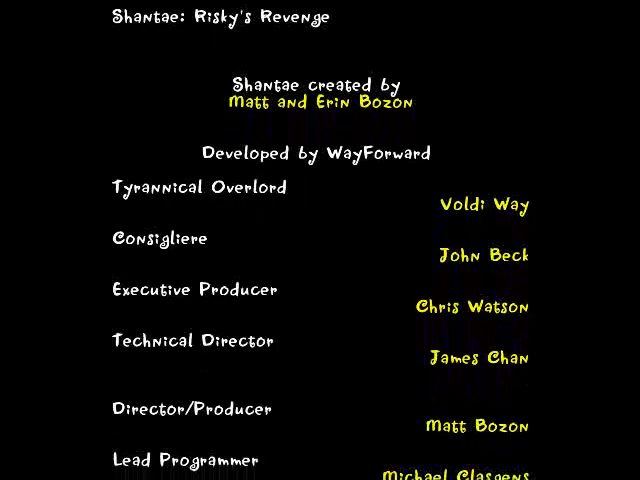 Shantae: Risky's Revenge
Shantae created by
Matt and Erin Bozon
Developed by WayForward
Tyrannical Overlord
Voldi Way
Consigliere
John Beck
Executive Producer
Chris Watson
Technical Director
James Chan
Director/Producer
Matt Bozon
Lead Programmer
Michael